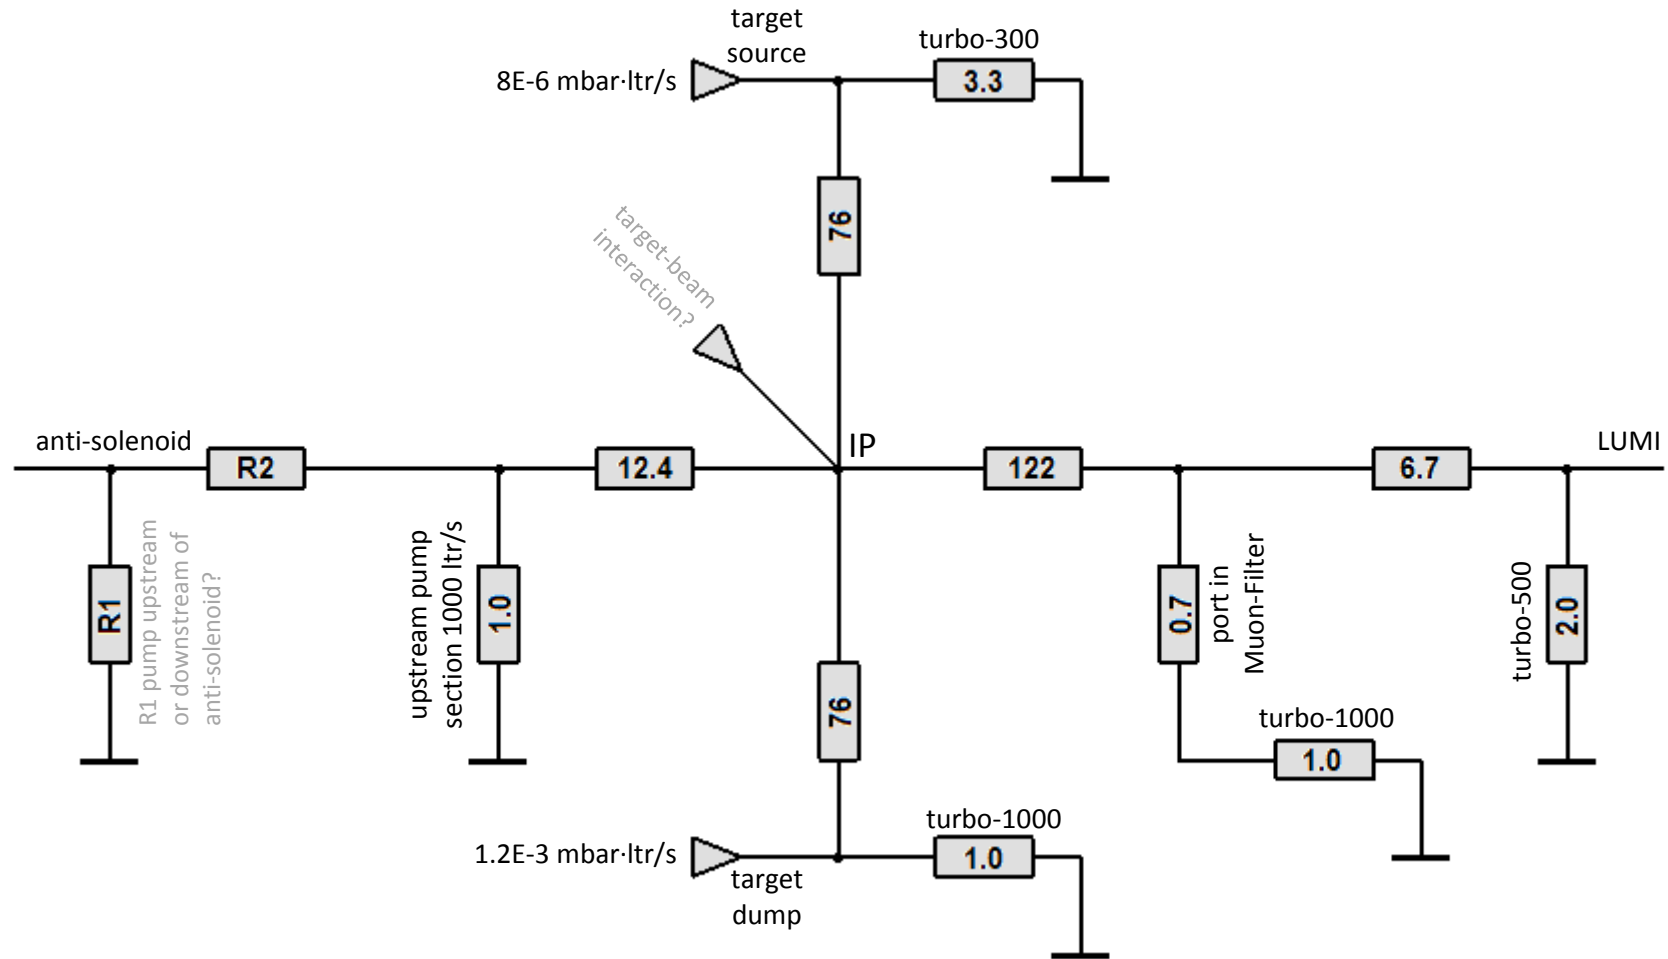 target
source
turbo-300
8E-6 mbar·ltr/s
3.3
76
target-beam
interaction?
anti-solenoid
R2
12.4
IP
122
6.7
LUMI
R1
R1 pump upstream
or downstream of
anti-solenoid?
upstream pump
section 1000 ltr/s
1.0
0.7
port in
Muon-Filter
turbo-500
2.0
76
turbo-1000
1.0
1.2E-3 mbar·ltr/s
target
dump
turbo-1000
1.0